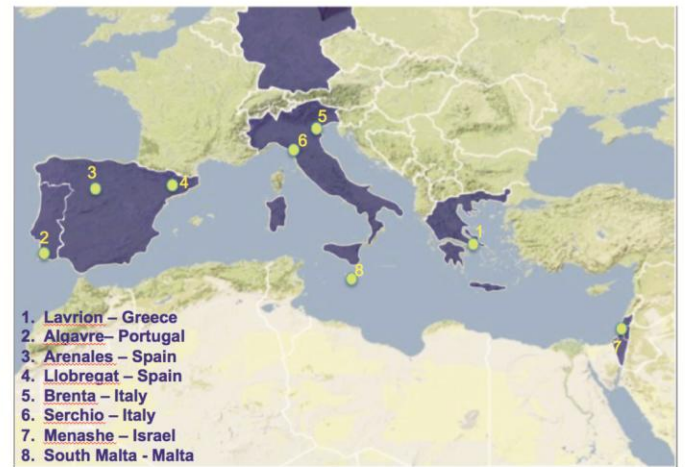 5
6
3
4
1
2
8
7
1. Lavrion – Greece
2. Algavre– Portugal
3. Arenales – Spain
4. Llobregat – Spain
5. Brenta – Italy
6. Serchio – Italy
7. Menashe – Israel
8. South Malta - Malta